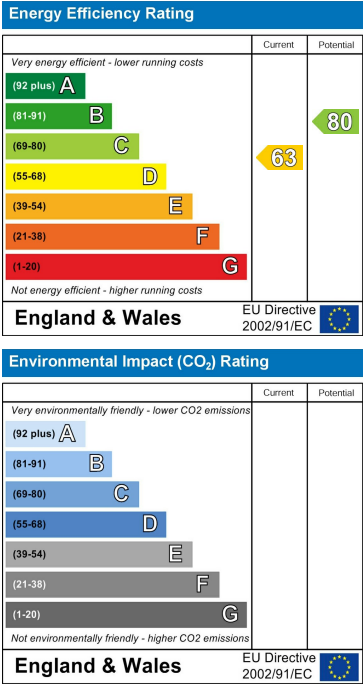 Energy Efficiency Rating
Current Potential
Very energy efficient - lower running costs
(92 plus) A
(81-91) B
(69-80) C
(55-68) D
(39-54) E
(21-38) F
(1-20) G
63
80
Not energy efficient - higher running costs
England & Wales
EU Directive
2002/91/EC
Environmental Impact (CO₂) Rating
Current Potential
Very environmentally friendly - lower CO2 emissions
(92 plus) A
(81-91) B
(69-80) C
(55-68) D
(39-54) E
(21-38) F
(1-20) G
Not environmentally friendly - higher CO2 emissions
England & Wales
EU Directive
2002/91/EC